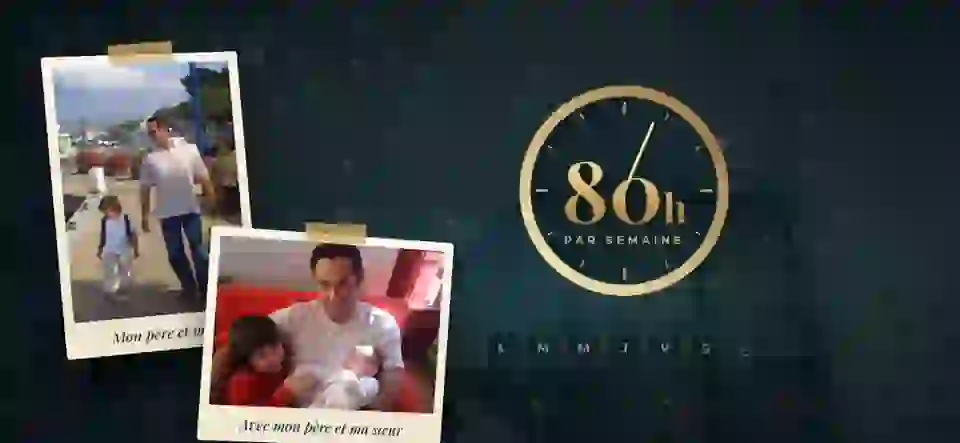 Mon père et m
Avec mon père et ma sœur
80h
PAR SEMAINE
L M M J V S